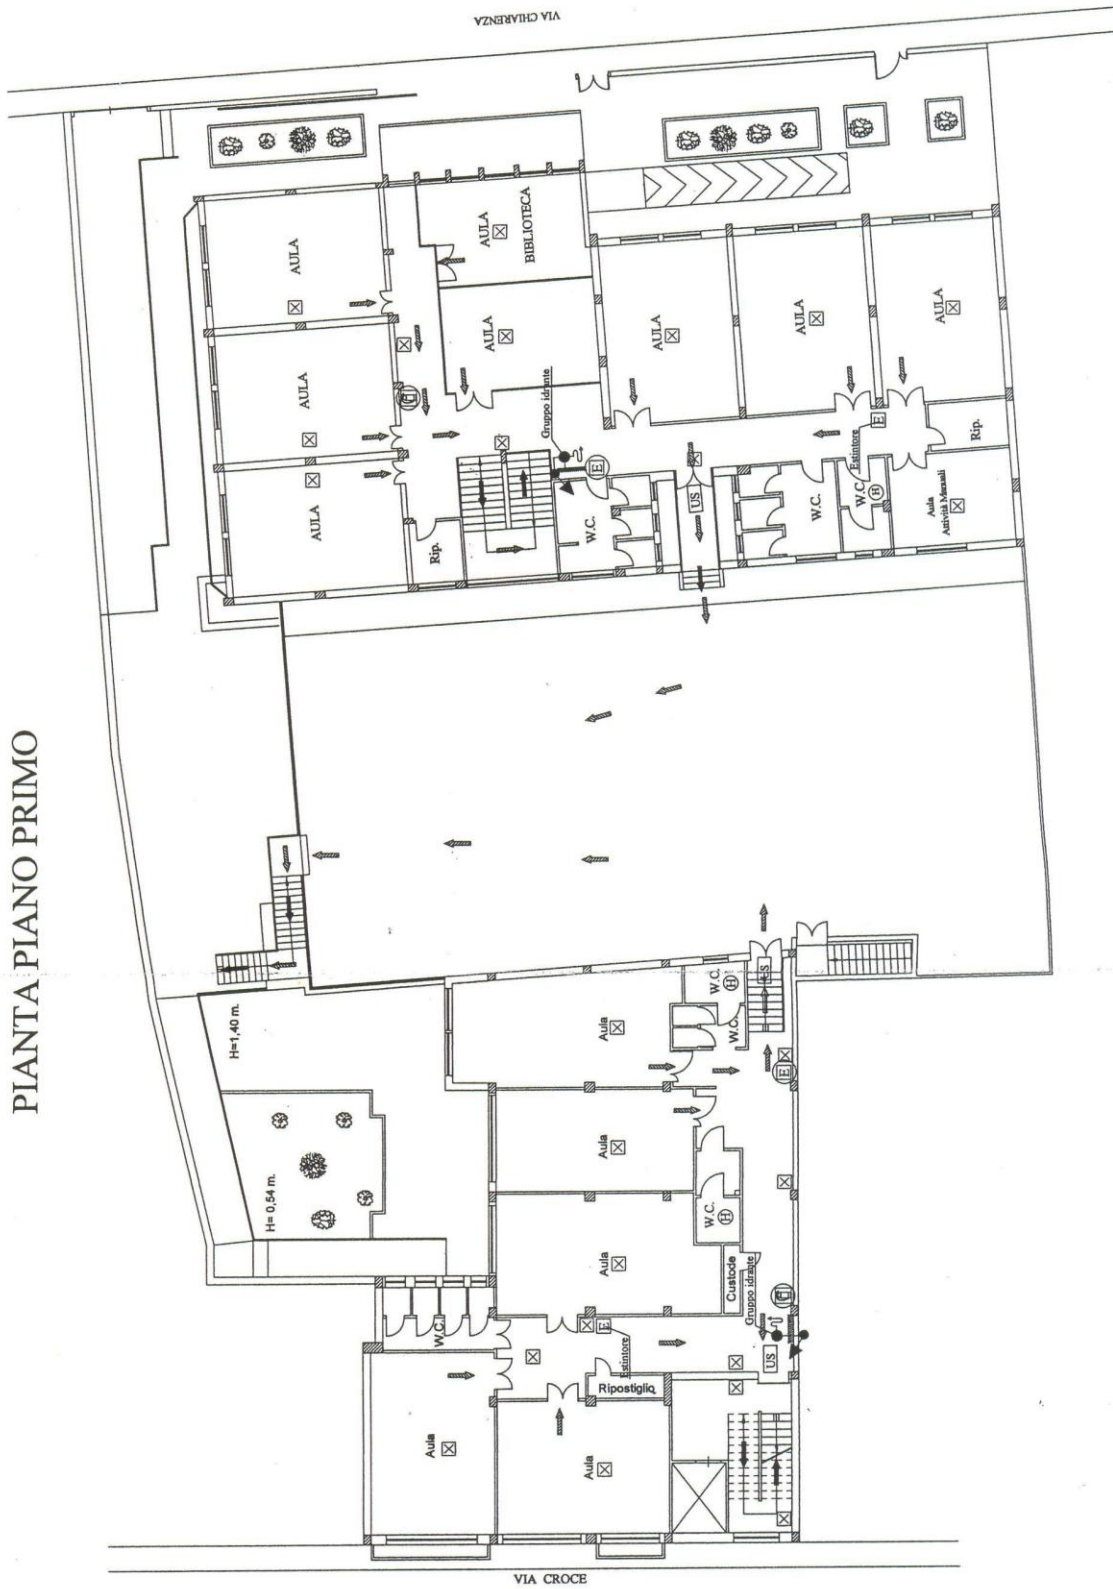 VIA CHIARENZA
PIANTA PIANO PRIMO
AULA
AULA
BIBLIOTECA
AULA
AULA
AULA
AULA
AULA
AULA
Gruppo idrante
E
Estintore
E
Rip.
Rip.
W.C.
US
W.C.
W.C.
H
Aula
Attività Manuali
H=1,40 m.
H= 0,54 m.
Aula
W.C.
H
W.C.
US
E
Aula
W.C.
H
Aula
Custode
Gruppo idrante
W.C.
E
Estintore
US
Ripostiglio
Aula
Aula
VIA CROCE